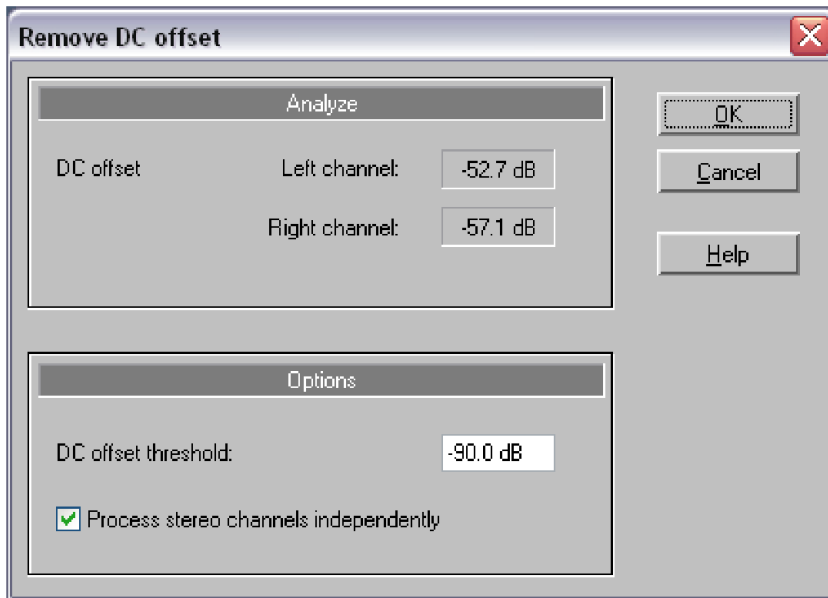 Remove DC offset
Analyze
DC offset Left channel: -52.7 dB
Right channel: -57.1 dB
OK
Cancel
Help
Options
DC offset threshold: -90.0 dB
Process stereo channels independently